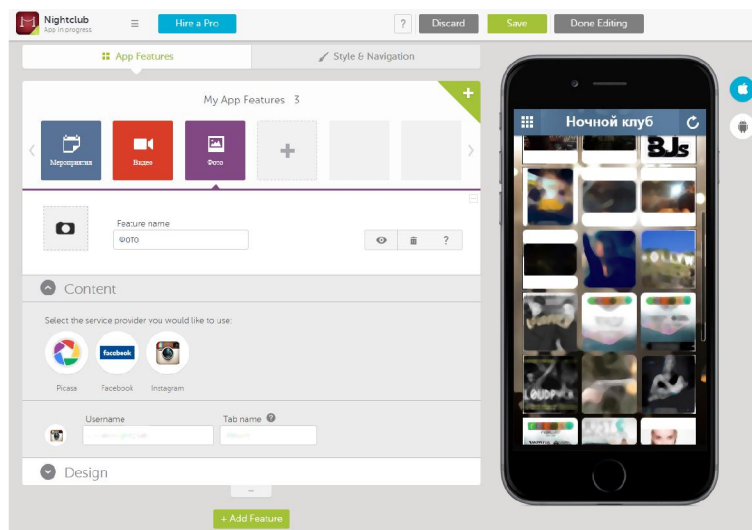 Nightclub
App in progress
Hire a Pro
?
Discard
Save
Done Editing
App Features
Style & Navigation
My App Features 3
Мероприятия
Видео
Фото
Feature name
ФОТО
?
Content
Select the service provider you would like to use:
facebook
Picasa
Facebook
Instagram
Username
Tab name ?
Design
+ Add Feature
Ночной клуб
BJs
LOUDPVCK